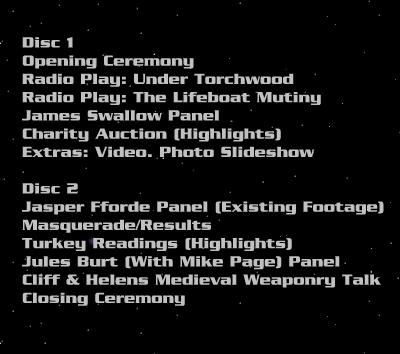 Disc 1
Opening Ceremony
Radio Play: Under Torchwood
Radio Play: The Lifeboat Mutiny
James Swallow Panel
Charity Auction (Highlights)
Extras: Video. Photo Slideshow
Disc 2
Jasper Fforde Panel (Existing Footage)
Masquerade/Results
Turkey Readings (Highlights)
Jules Burt (With Mike Page) Panel
Cliff & Helens Medieval Weaponry Talk
Closing Ceremony